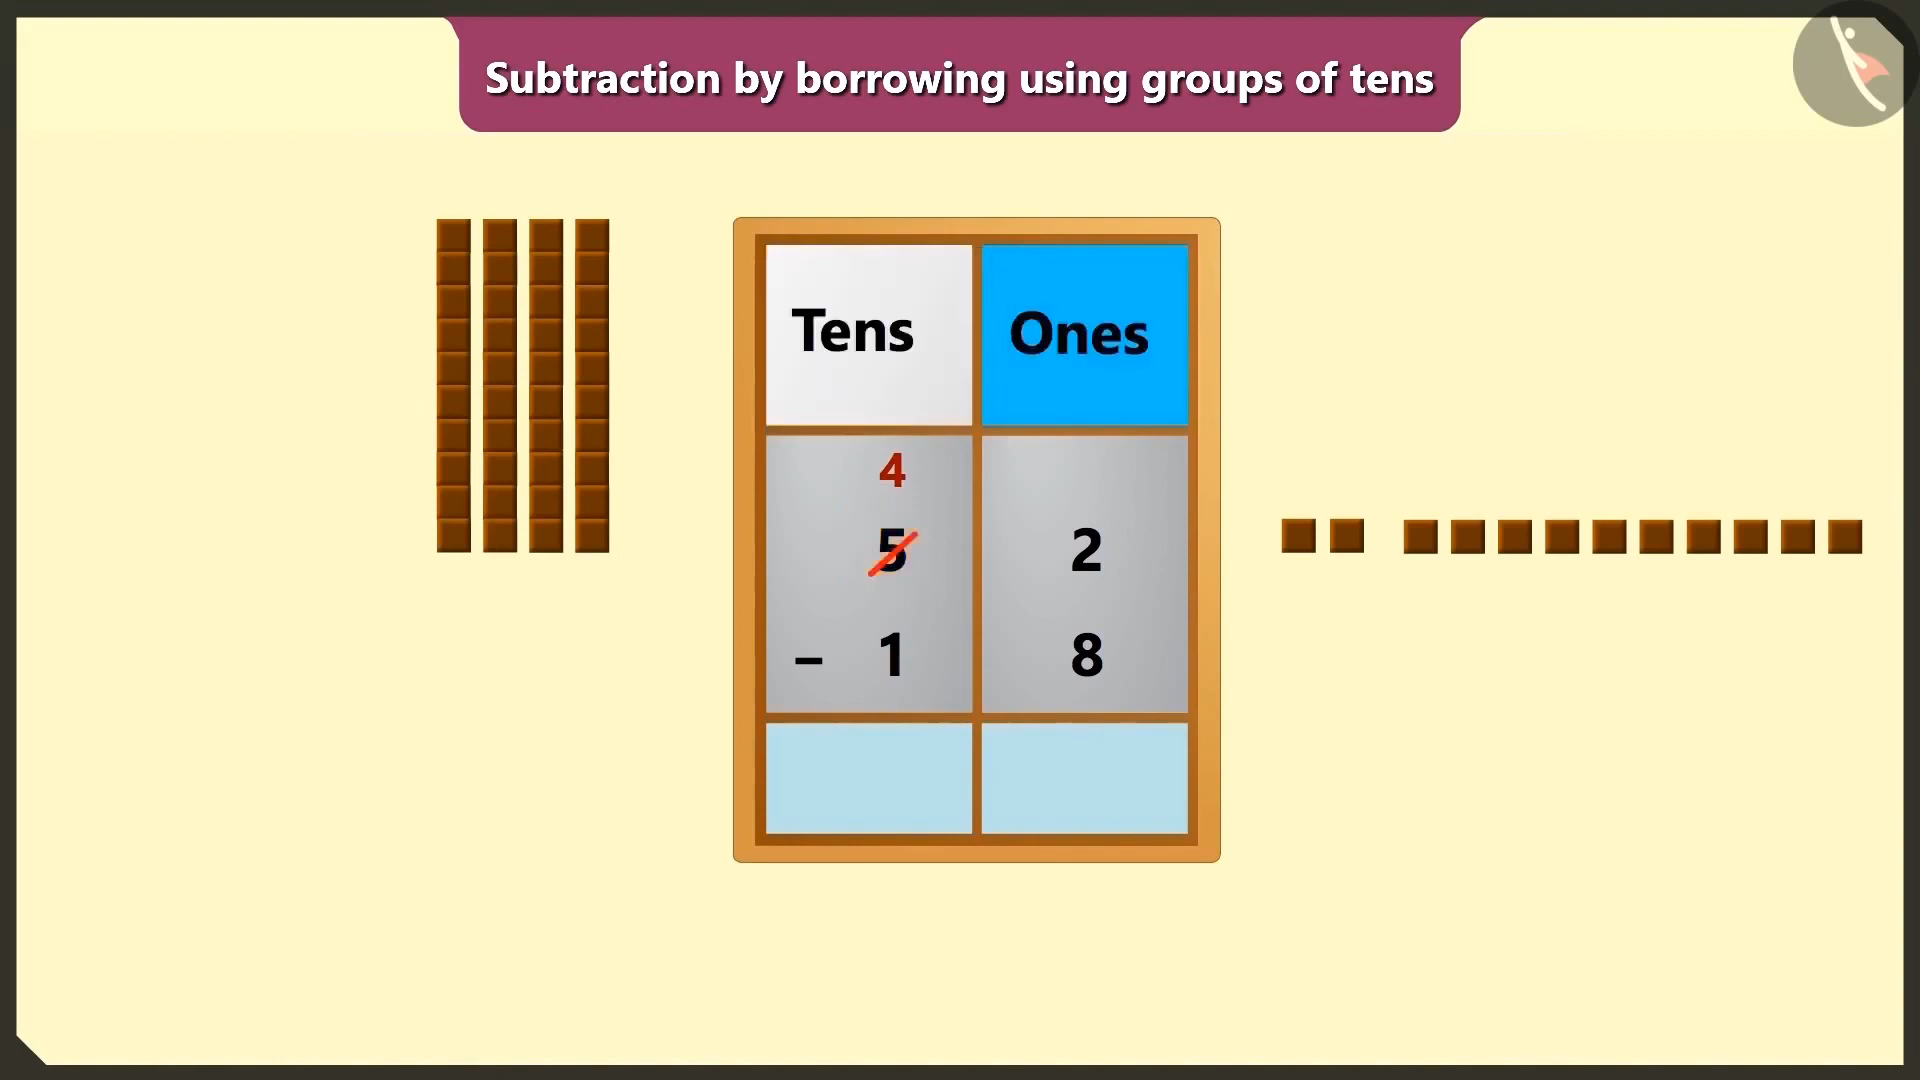 Subtraction by borrowing using groups of tens
Tens Ones
4
5 2
– 1 8